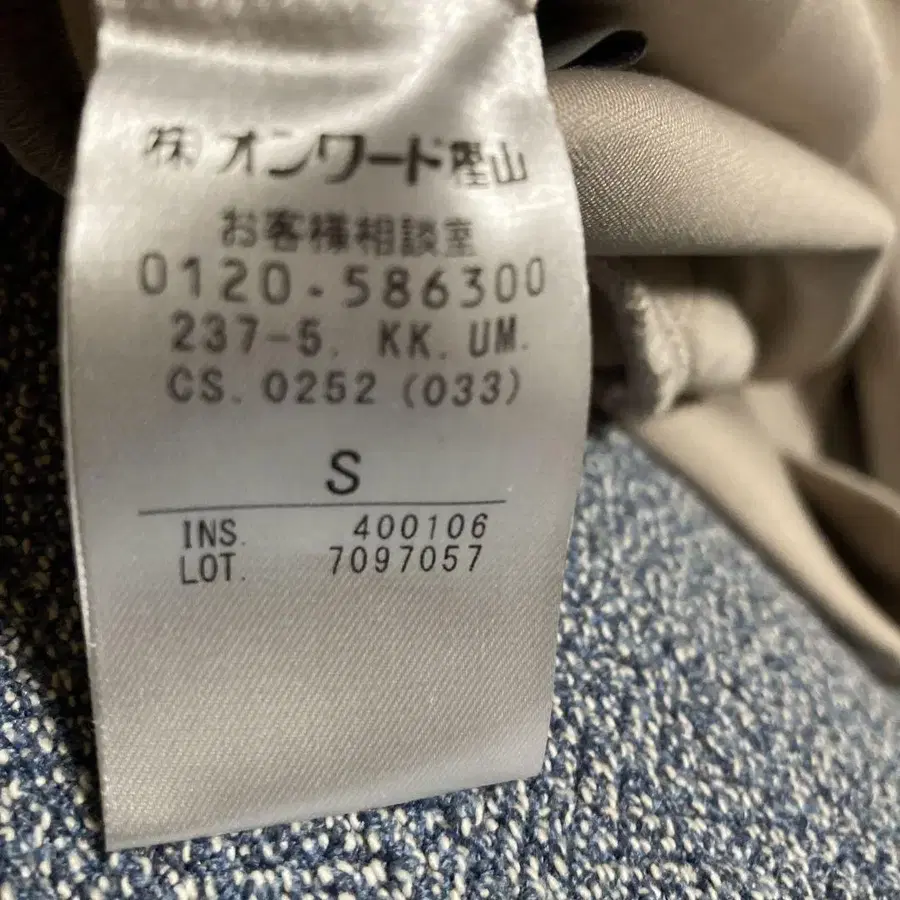 ㈱オンワード樫山
お客様相談室
0120-586300
237-5. KK. UM.
CS. 0252 (033)
S
INS. 400106
LOT. 7097057